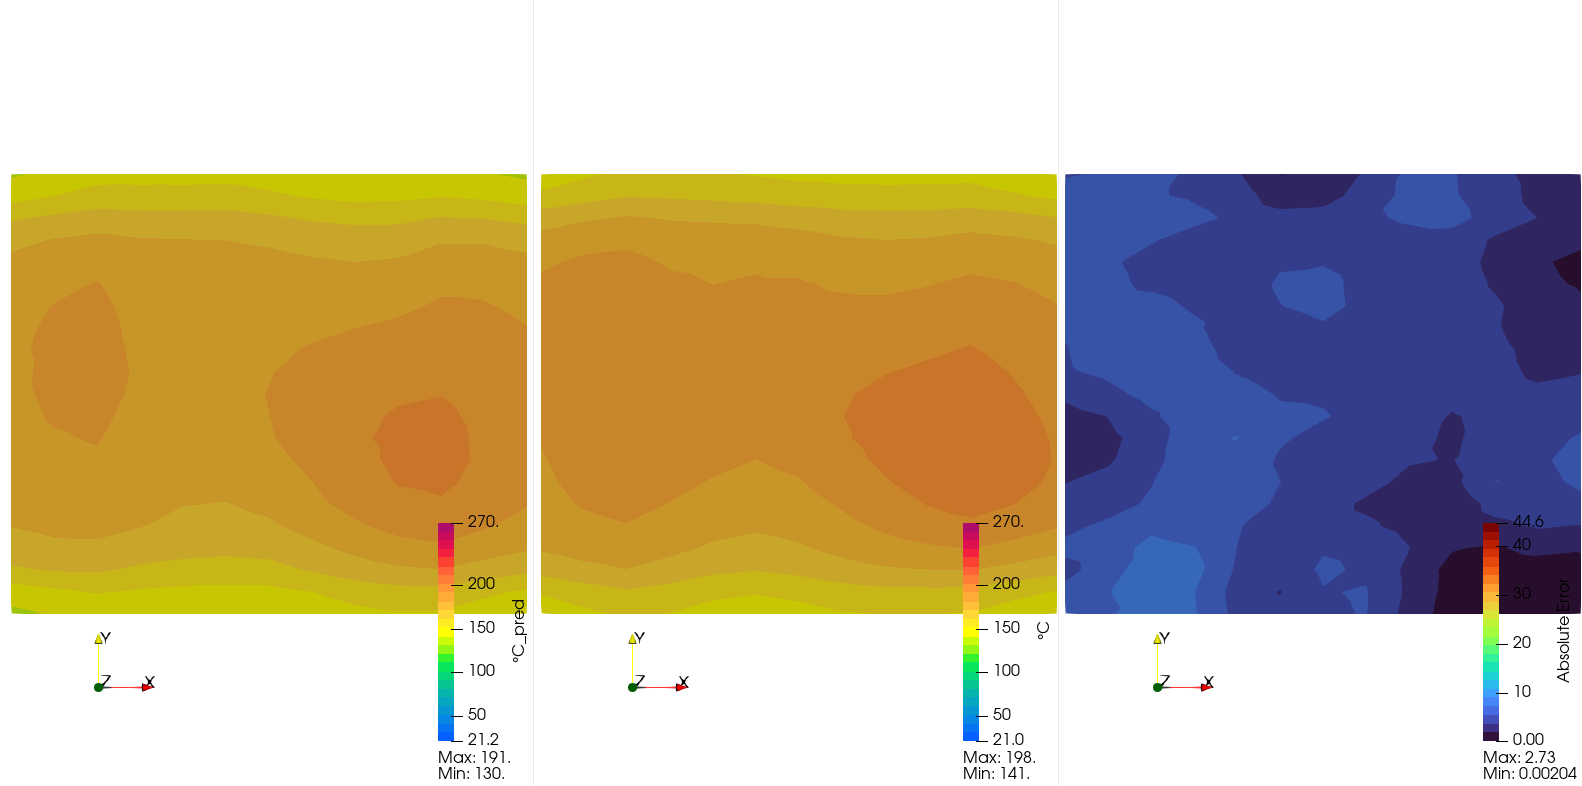 270.
200
150
100
50
21.2
°C_pred
Max: 191.
Min: 130.
Y
Z
X
270.
200
150
100
50
21.0
°C
Max: 198.
Min: 141.
Y
Z
X
44.6
40
30
20
10
0.00
Absolute Error
Max: 2.73
Min: 0.00204
Y
Z
X